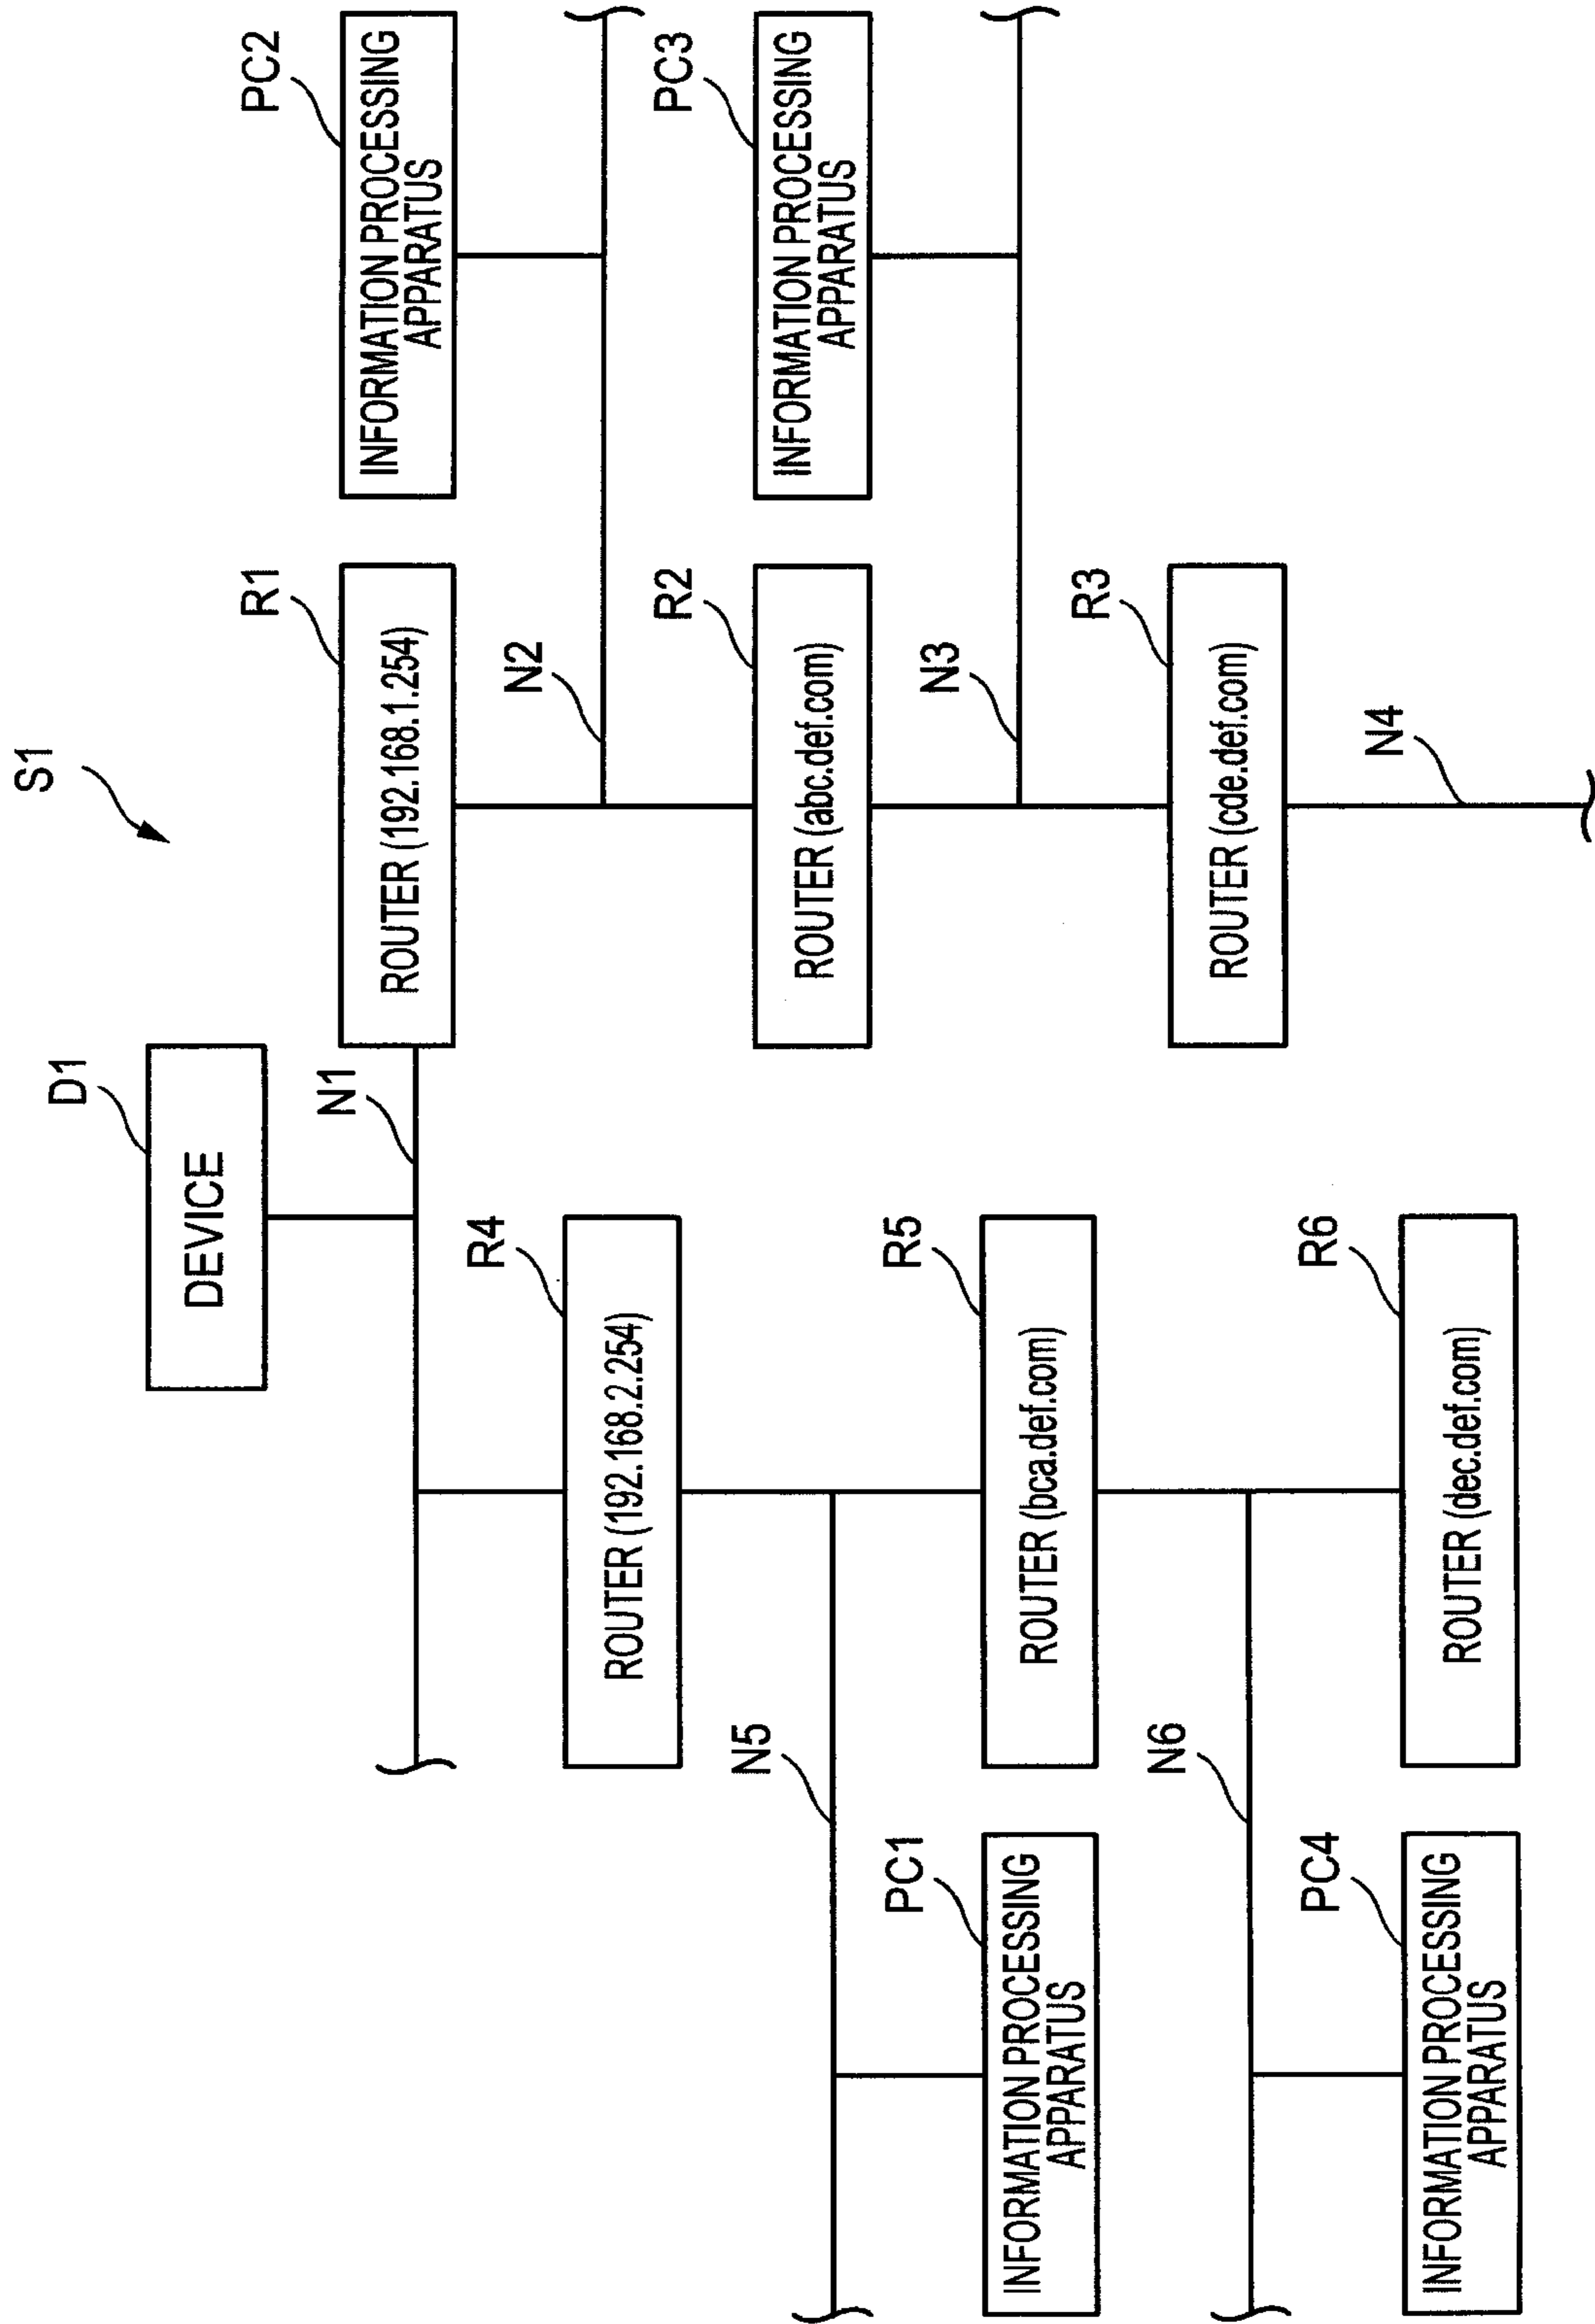 S1
D1
DEVICE
N1
R1
ROUTER (192.168.1.254)
PC2
INFORMATION PROCESSING
APPARATUS
N2
R4
ROUTER (192.168.2.254)
R2
ROUTER (abc.def.com)
PC3
INFORMATION PROCESSING
APPARATUS
N3
N5
PC1
INFORMATION PROCESSING
APPARATUS
R5
ROUTER (bca.def.com)
R3
ROUTER (cde.def.com)
N4
N6
PC4
INFORMATION PROCESSING
APPARATUS
R6
ROUTER (dec.def.com)